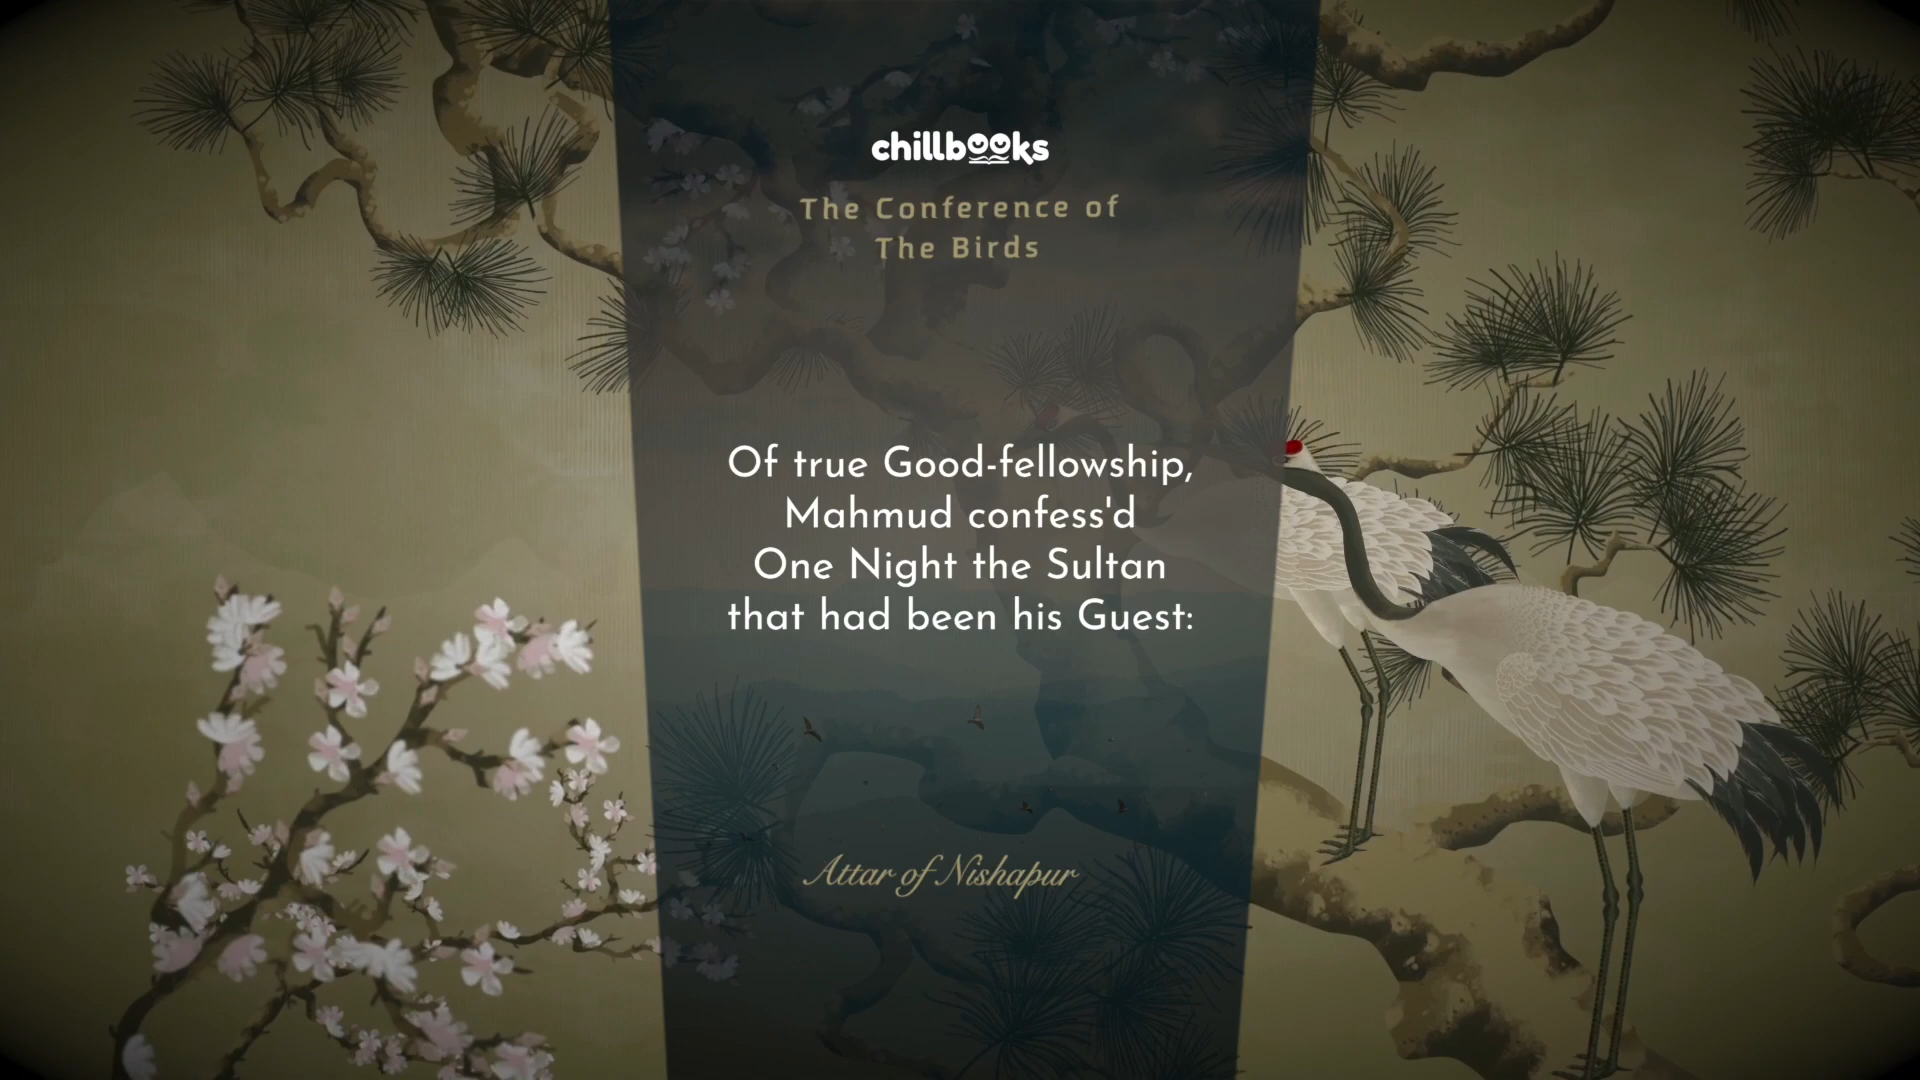 chillbooks
The Conference of
The Birds
Of true Good-fellowship,
Mahmud confess'd
One Night the Sultan
that had been his Guest:
Attar of Nishapur